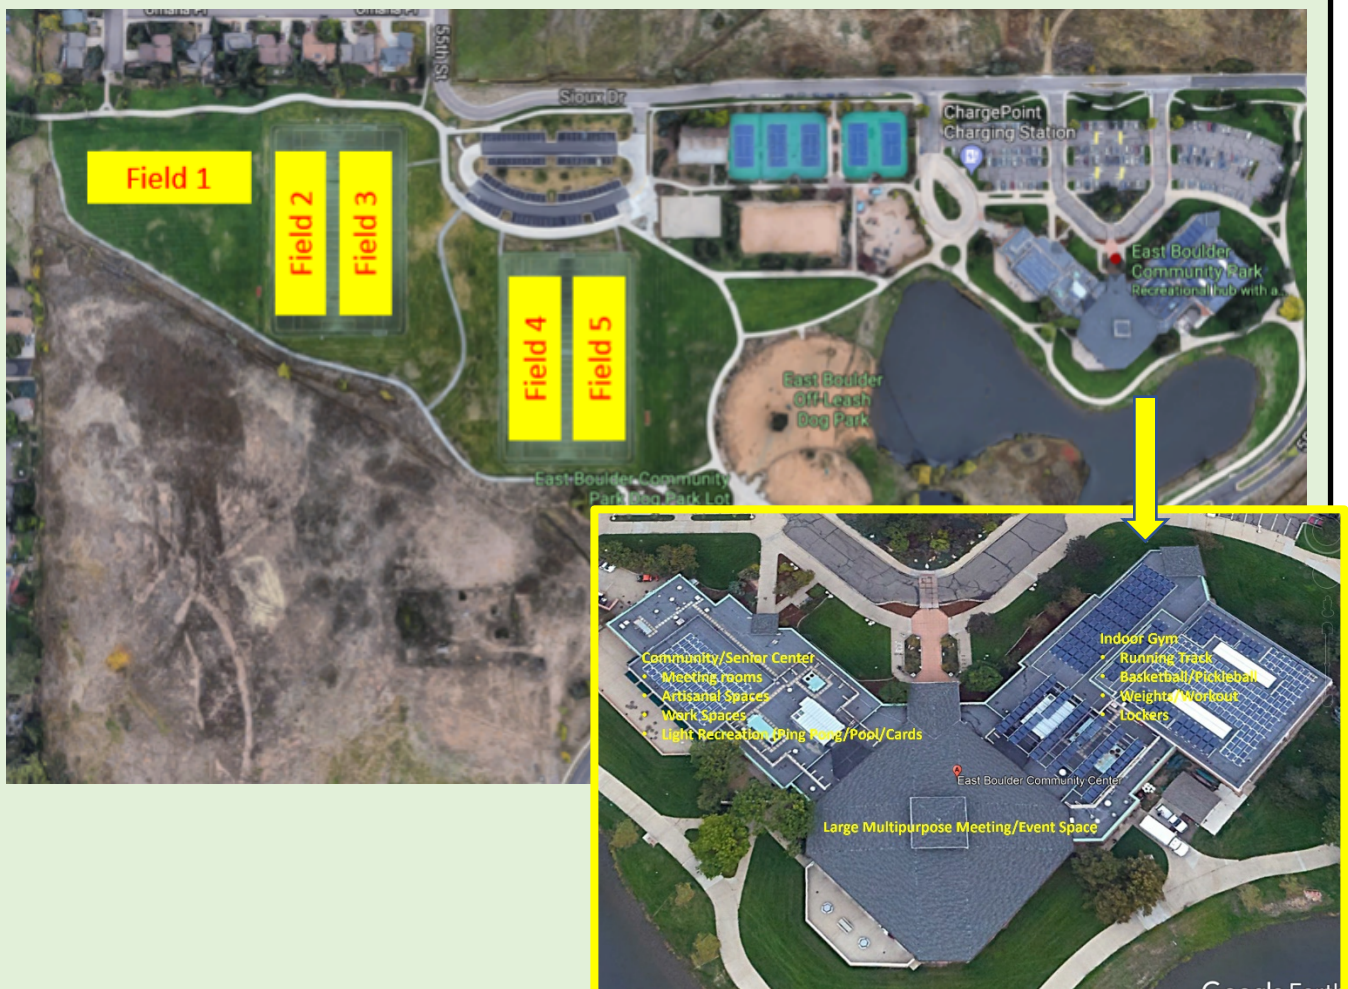 Omaha Pl
Omaha Pl
55th St
Sioux Dr
ChargePoint
Charging Station
Field 1
Field 2
Field 3
Field 4
Field 5
East Boulder
Community Park
Recreational hub with a...
East Boulder
Off-Leash
Dog Park
East Boulder Community
Park Dog Park Lot
55
Community/Senior Center
• Meeting rooms
• Artisanal Spaces
• Work Spaces
• Light Recreation /Ping Pong/Pool/Cards
Indoor Gym
• Running Track
• Basketball/Pickleball
• Weights/Workout
• Lockers
East Boulder Community Center
Large Multipurpose Meeting/Event Space
Google Earth